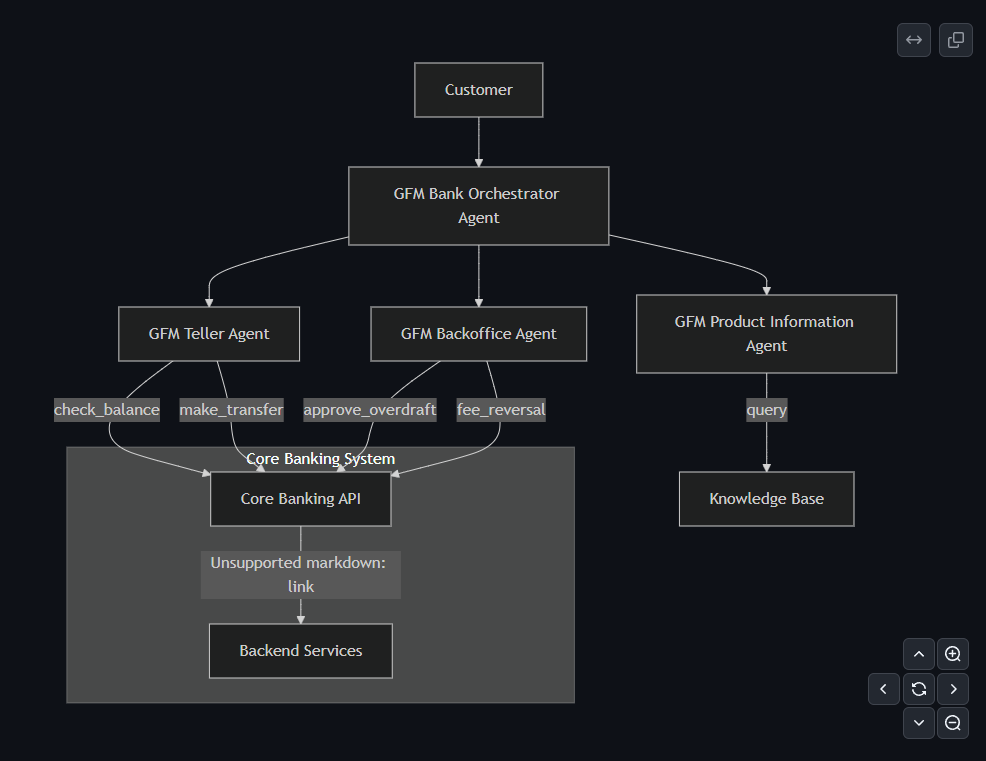 Customer
GFM Bank Orchestrator
Agent
GFM Teller Agent
GFM Backoffice Agent
GFM Product Information
Agent
check_balance
make_transfer
approve_overdraft
fee_reversal
query
Core Banking System
Core Banking API
Knowledge Base
Unsupported markdown:
link
Backend Services